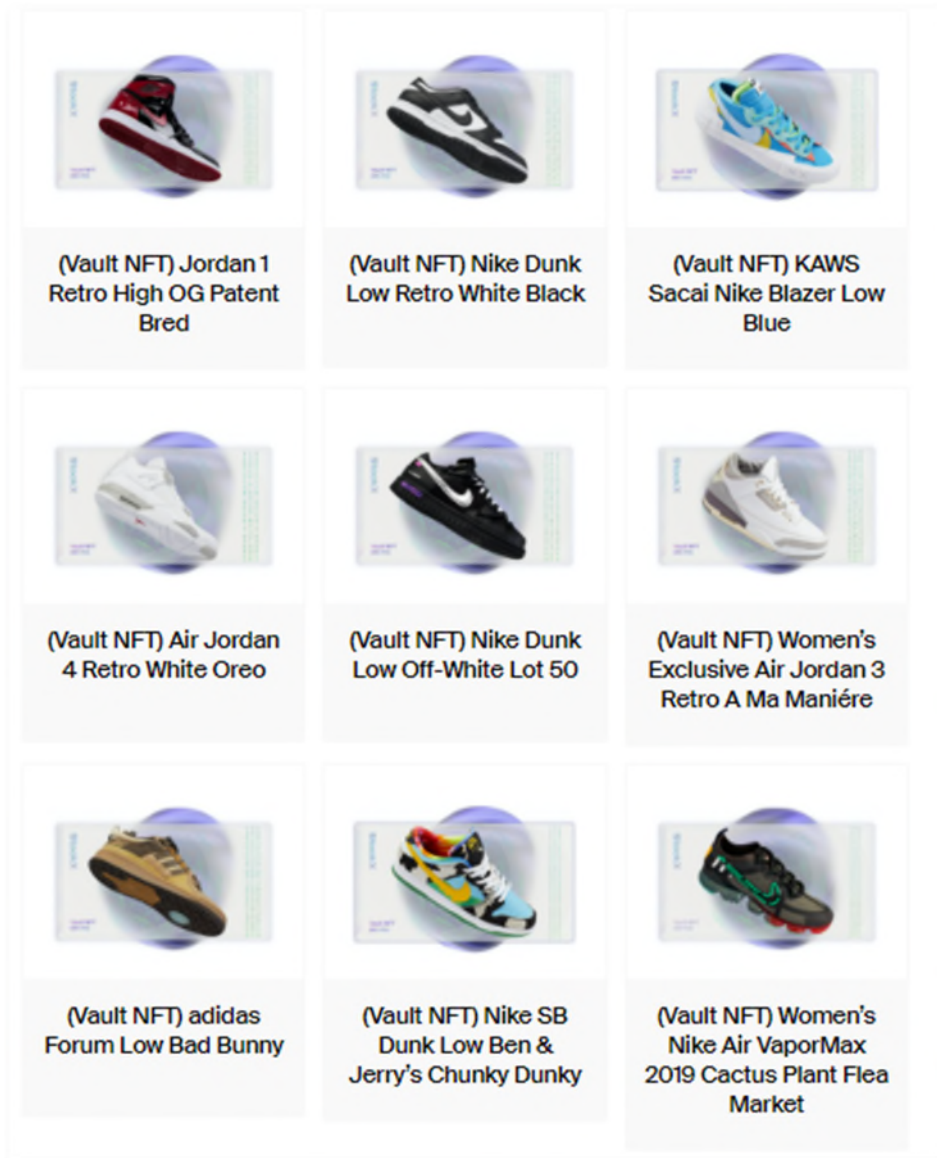 (Vault NFT) Jordan 1
Retro High OG Patent
Bred
(Vault NFT) Nike Dunk
Low Retro White Black
(Vault NFT) KAWS
Sacai Nike Blazer Low
Blue
(Vault NFT) Air Jordan
4 Retro White Oreo
(Vault NFT) Nike Dunk
Low Off-White Lot 50
(Vault NFT) Women’s
Exclusive Air Jordan 3
Retro A Ma Maniére
(Vault NFT) adidas
Forum Low Bad Bunny
(Vault NFT) Nike SB
Dunk Low Ben &
Jerry’s Chunky Dunky
(Vault NFT) Women’s
Nike Air VaporMax
2019 Cactus Plant Flea
Market